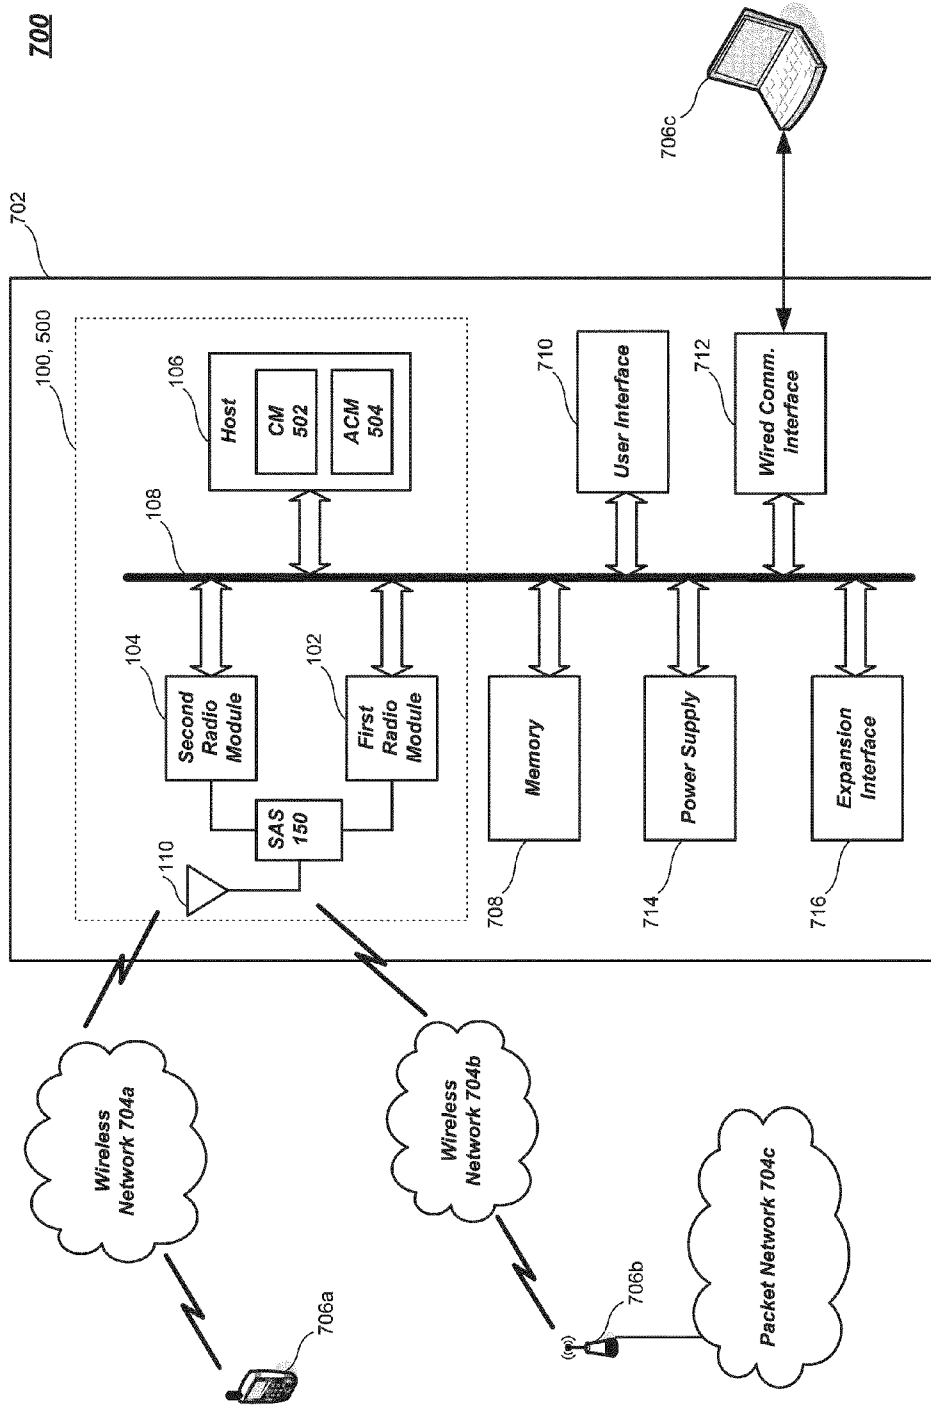 700
702
100, 500
106
Host
CM
502
ACM
504
108
104
Second
Radio
Module
102
First
Radio
Module
SAS
150
110
710
User Interface
712
Wired Comm.
interface
706c
Memory
708
Power Supply
714
Expansion
Interface
716
Wireless
Network 704a
Wireless
Network 704b
Packet Network 704c
706a
706b